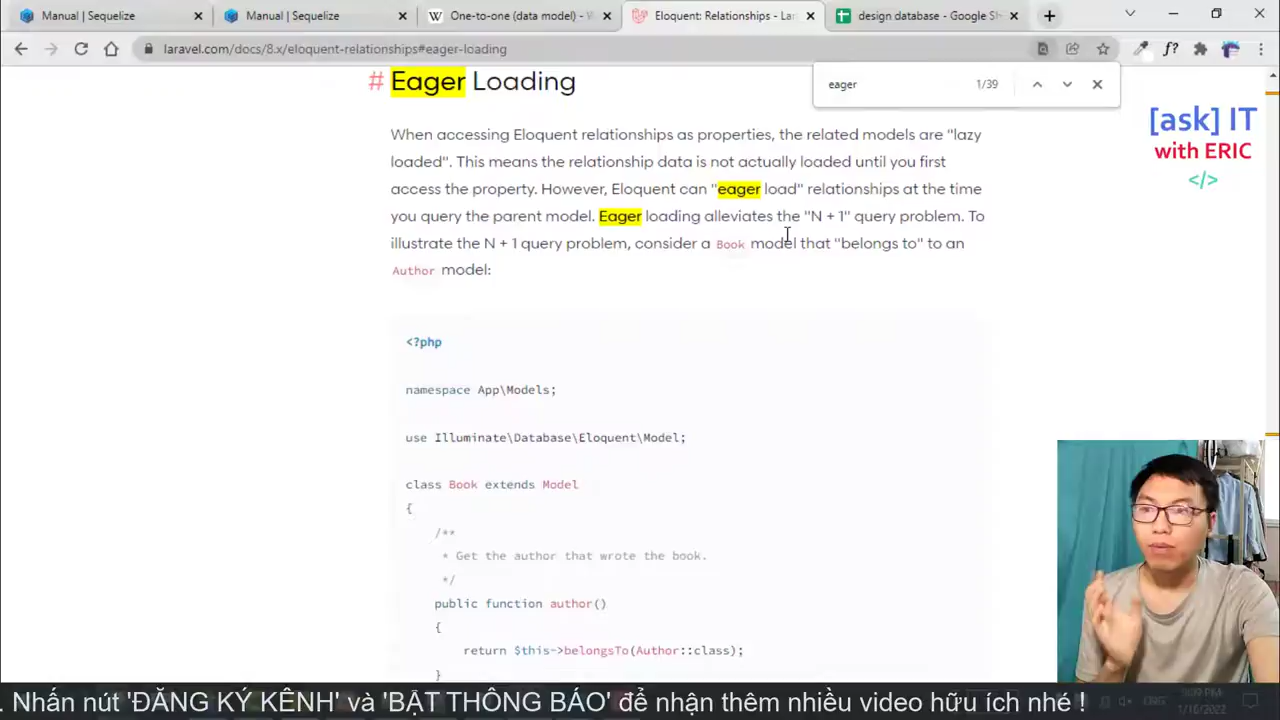 Manual | Sequelize
Manual | Sequelize
One-to-one (data model) - W
Eloquent: Relationships - Lar
design database - Google Sh
laravel.com/docs/8.x/eloquent-relationships#eager-loading
eager 1/39
# Eager Loading
[ask] IT
with ERIC
</>
When accessing Eloquent relationships as properties, the related models are "lazy
loaded". This means the relationship data is not actually loaded until you first
access the property. However, Eloquent can "eager load" relationships at the time
you query the parent model. Eager loading alleviates the "N + 1" query problem. To
illustrate the N + 1 query problem, consider a Book model that "belongs to" to an
Author model:
<?php
namespace App\Models;
use Illuminate\Database\Eloquent\Model;
class Book extends Model
{
/**
* Get the author that wrote the book.
*/
public function author()
{
return $this->belongsTo(Author::class);
}
. Nhấn nút 'ĐĂNG KÝ KÊNH' và 'BẬT THÔNG BÁO' để nhận thêm nhiều video hữu ích nhé !
ENG
1/16/2022